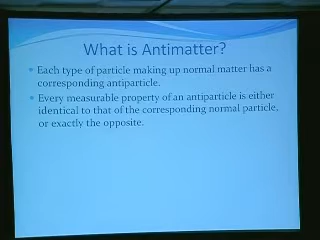 What is Antimatter?
Each type of particle making up normal matter has a
corresponding antiparticle.
Every measurable property of an antiparticle is either
identical to that of the corresponding normal particle,
or exactly the opposite.